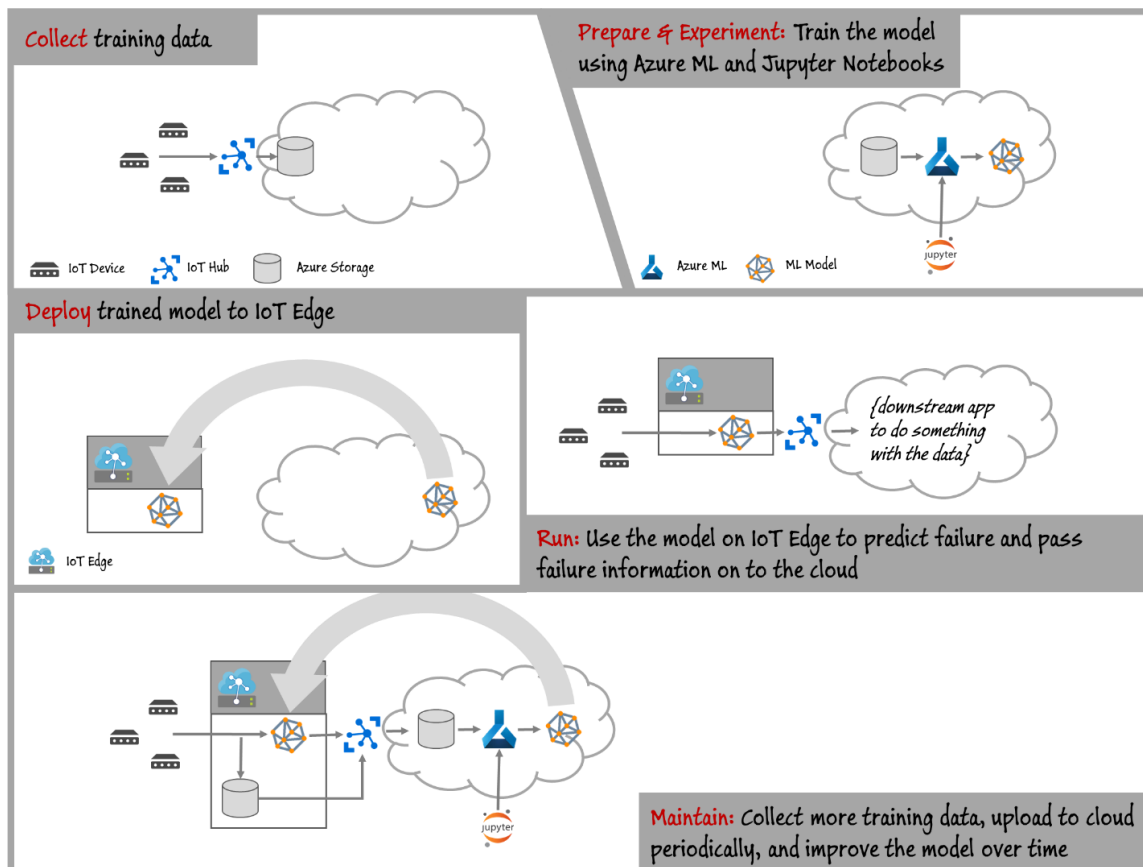 Collect training data
IoT Device
IoT Hub
Azure Storage
Prepare & Experiment: Train the model
using Azure ML and Jupyter Notebooks
jupyter
Azure ML
ML Model
Deploy trained model to IoT Edge
IoT Edge
{downstream app
to do something
with the data}
Run: Use the model on IoT Edge to predict failure and pass
failure information on to the cloud
jupyter
Maintain: Collect more training data, upload to cloud
periodically, and improve the model over time